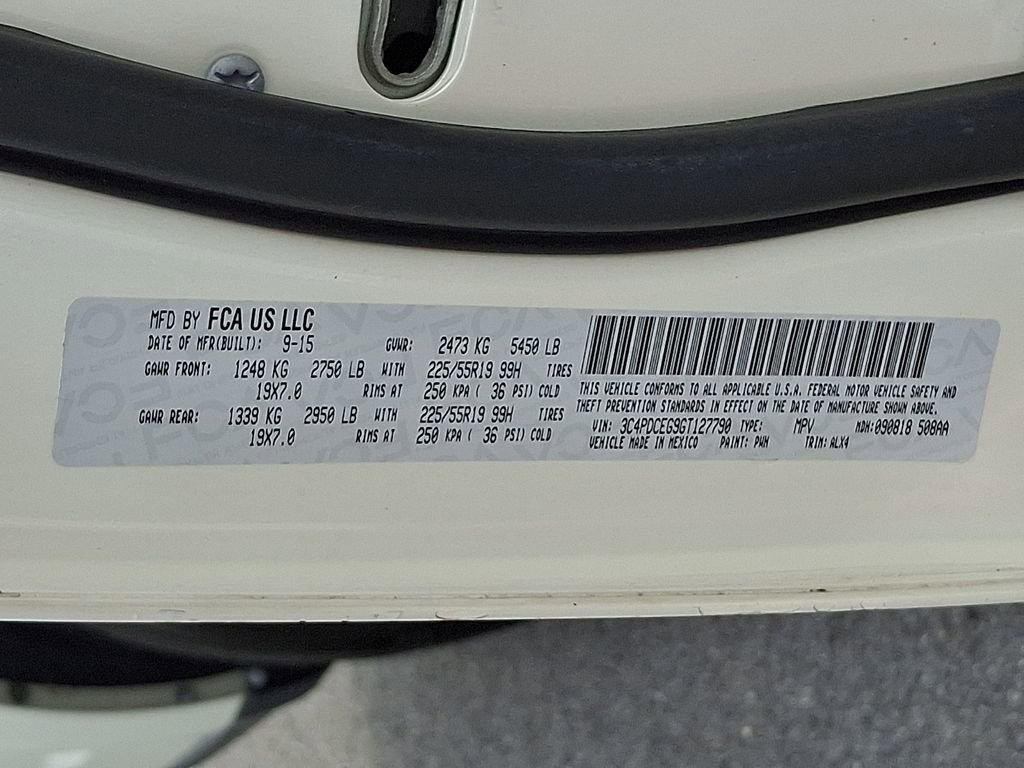 MFD BY FCA US LLC
DATE OF MFR(BUILT): 9-15 GVWR: 2473 KG 5450 LB
GAWR FRONT: 1248 KG 2750 LB WITH 225/55R19 99H TIRES
19X7.0 RIMS AT 250 KPA ( 36 PSI) COLD
GAWR REAR: 1339 KG 2950 LB WITH 225/55R19 99H TIRES
19X7.0 RIMS AT 250 KPA ( 36 PSI) COLD
THIS VEHICLE CONFORMS TO ALL APPLICABLE U.S.A. FEDERAL MOTOR VEHICLE SAFETY AND
THEFT PREVENTION STANDARDS IN EFFECT ON THE DATE OF MANUFACTURE SHOWN ABOVE.
VIN: 3C4PDCEG9GT127790 TYPE: MPV MDH: 090818 508AA
VEHICLE MADE IN MEXICO PAINT: PWH TRIM: ALX4